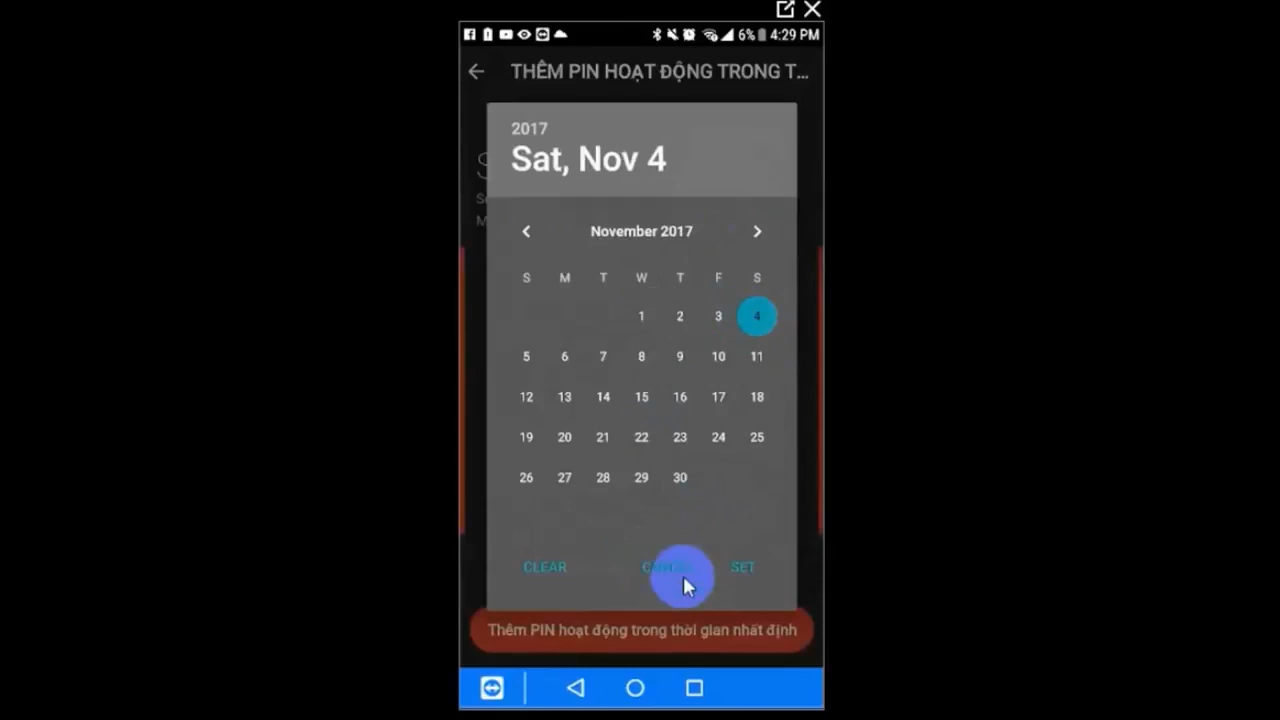 6% 4:29 PM
THÊM PIN HOẠT ĐỘNG TRONG T...
2017
Sat, Nov 4
November 2017
S M T W T F S
1 2 3 4
5 6 7 8 9 10 11
12 13 14 15 16 17 18
19 20 21 22 23 24 25
26 27 28 29 30
CLEAR CANCEL SET
Thêm PIN hoạt động trong thời gian nhất định